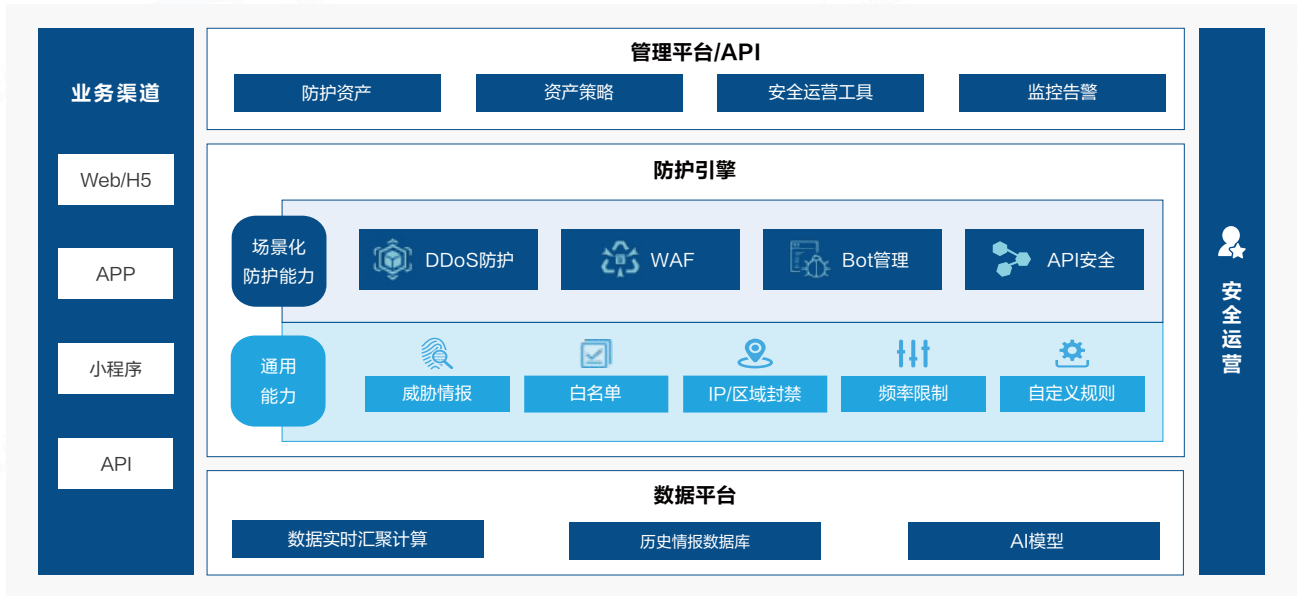 业务渠道
Web/H5
APP
小程序
API
管理平台/API
防护资产
资产策略
安全运营工具
监控告警
防护引擎
场景化
防护能力
DDoS防护
WAF
Bot管理
API安全
通用
能力
威胁情报
白名单
IP/区域封禁
频率限制
自定义规则
数据平台
数据实时汇聚计算
历史情报数据库
AI模型
安全运营